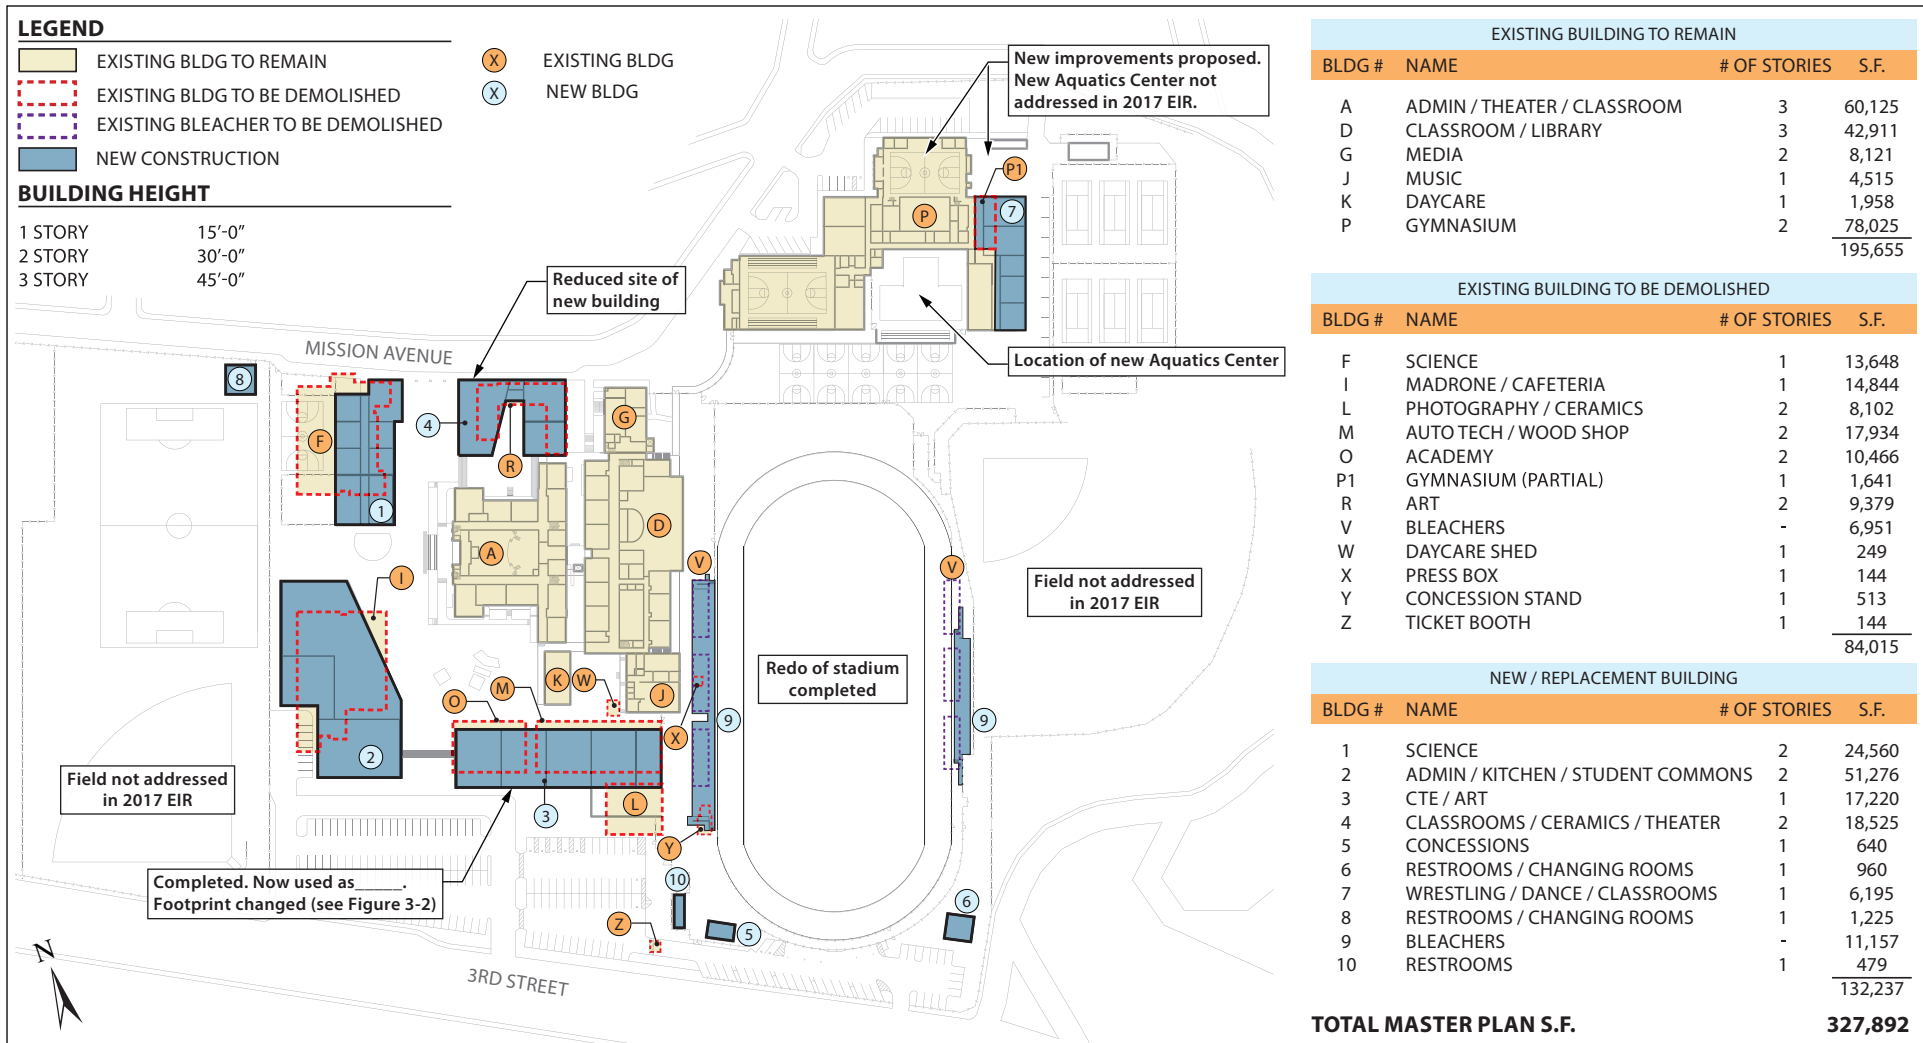 LEGEND
EXISTING BLDG TO REMAIN
EXISTING BLDG TO BE DEMOLISHED
EXISTING BLEACHER TO BE DEMOLISHED
NEW CONSTRUCTION
X EXISTING BLDG
X NEW BLDG
BUILDING HEIGHT
1 STORY 15'-0"
2 STORY 30'-0"
3 STORY 45'-0"
New improvements proposed.
New Aquatics Center not
addressed in 2017 EIR.
P1
7
P
Reduced site of
new building
MISSION AVENUE
Location of new Aquatics Center
8
F
4
G
R
1
A
D
I
V
V
Field not addressed
in 2017 EIR
Redo of stadium
completed
K
W
J
O
M
X
9
9
2
Field not addressed
in 2017 EIR
L
3
Y
Completed. Now used as_____.
Footprint changed (see Figure 3-2)
10
6
Z
5
N
3RD STREET
EXISTING BUILDING TO REMAIN
BLDG # NAME # OF STORIES S.F.
A ADMIN / THEATER / CLASSROOM 3 60,125
D CLASSROOM / LIBRARY 3 42,911
G MEDIA 2 8,121
J MUSIC 1 4,515
K DAYCARE 1 1,958
P GYMNASIUM 2 78,025
195,655
EXISTING BUILDING TO BE DEMOLISHED
BLDG # NAME # OF STORIES S.F.
F SCIENCE 1 13,648
I MADRONE / CAFETERIA 1 14,844
L PHOTOGRAPHY / CERAMICS 2 8,102
M AUTO TECH / WOOD SHOP 2 17,934
O ACADEMY 2 10,466
P1 GYMNASIUM (PARTIAL) 1 1,641
R ART 2 9,379
V BLEACHERS - 6,951
W DAYCARE SHED 1 249
X PRESS BOX 1 144
Y CONCESSION STAND 1 513
Z TICKET BOOTH 1 144
84,015
NEW / REPLACEMENT BUILDING
BLDG # NAME # OF STORIES S.F.
1 SCIENCE 2 24,560
2 ADMIN / KITCHEN / STUDENT COMMONS 2 51,276
3 CTE / ART 1 17,220
4 CLASSROOMS / CERAMICS / THEATER 2 18,525
5 CONCESSIONS 1 640
6 RESTROOMS / CHANGING ROOMS 1 960
7 WRESTLING / DANCE / CLASSROOMS 1 6,195
8 RESTROOMS / CHANGING ROOMS 1 1,225
9 BLEACHERS - 11,157
10 RESTROOMS 1 479
132,237
TOTAL MASTER PLAN S.F. 327,892